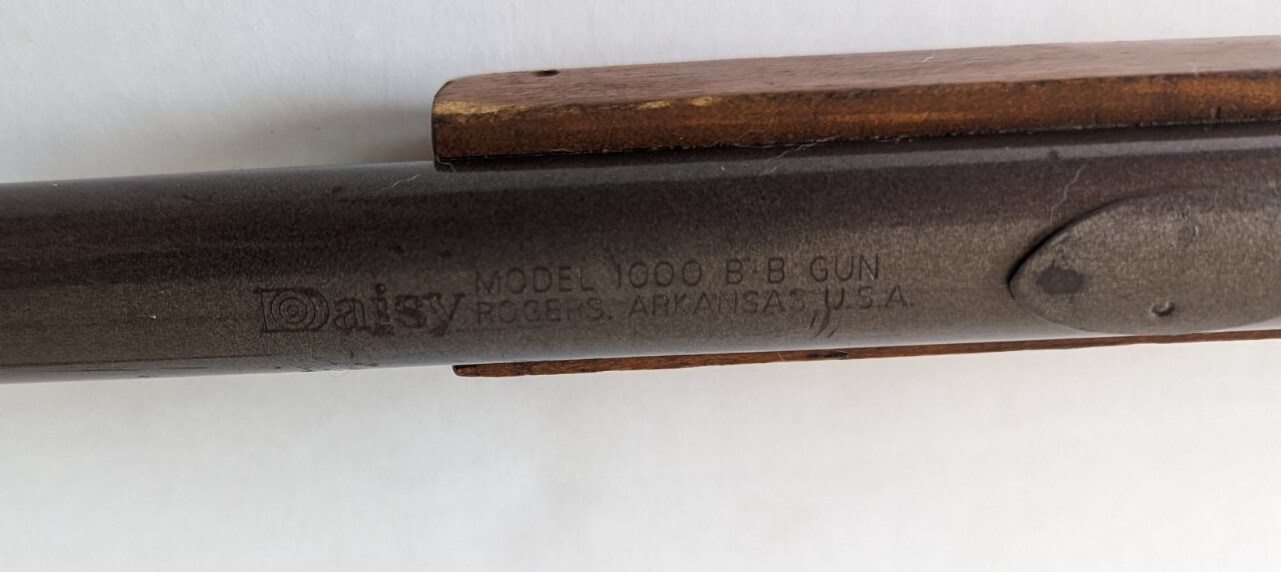 Daisy
MODEL 1000 B·B GUN
ROGERS, ARKANSAS, U.S.A.